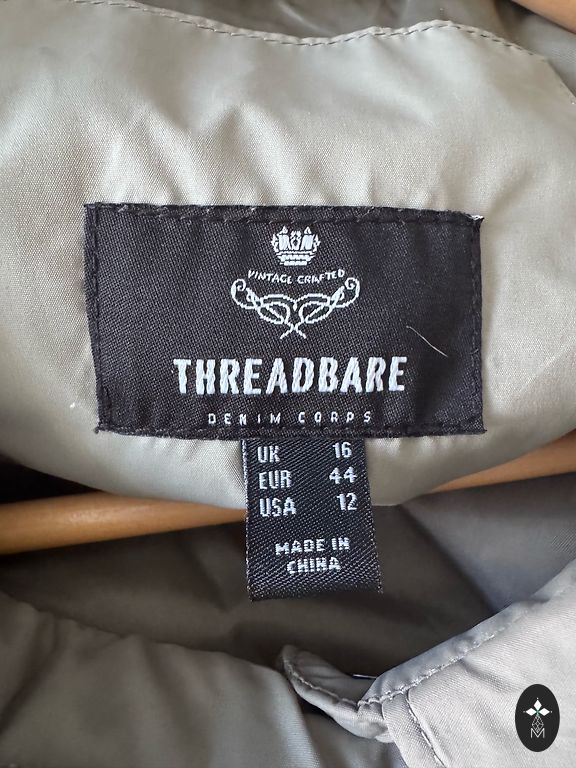 VINTAGE CRAFTED
THREADBARE
DENIM CORPS
UK 16
EUR 44
USA 12
MADE IN
CHINA
M